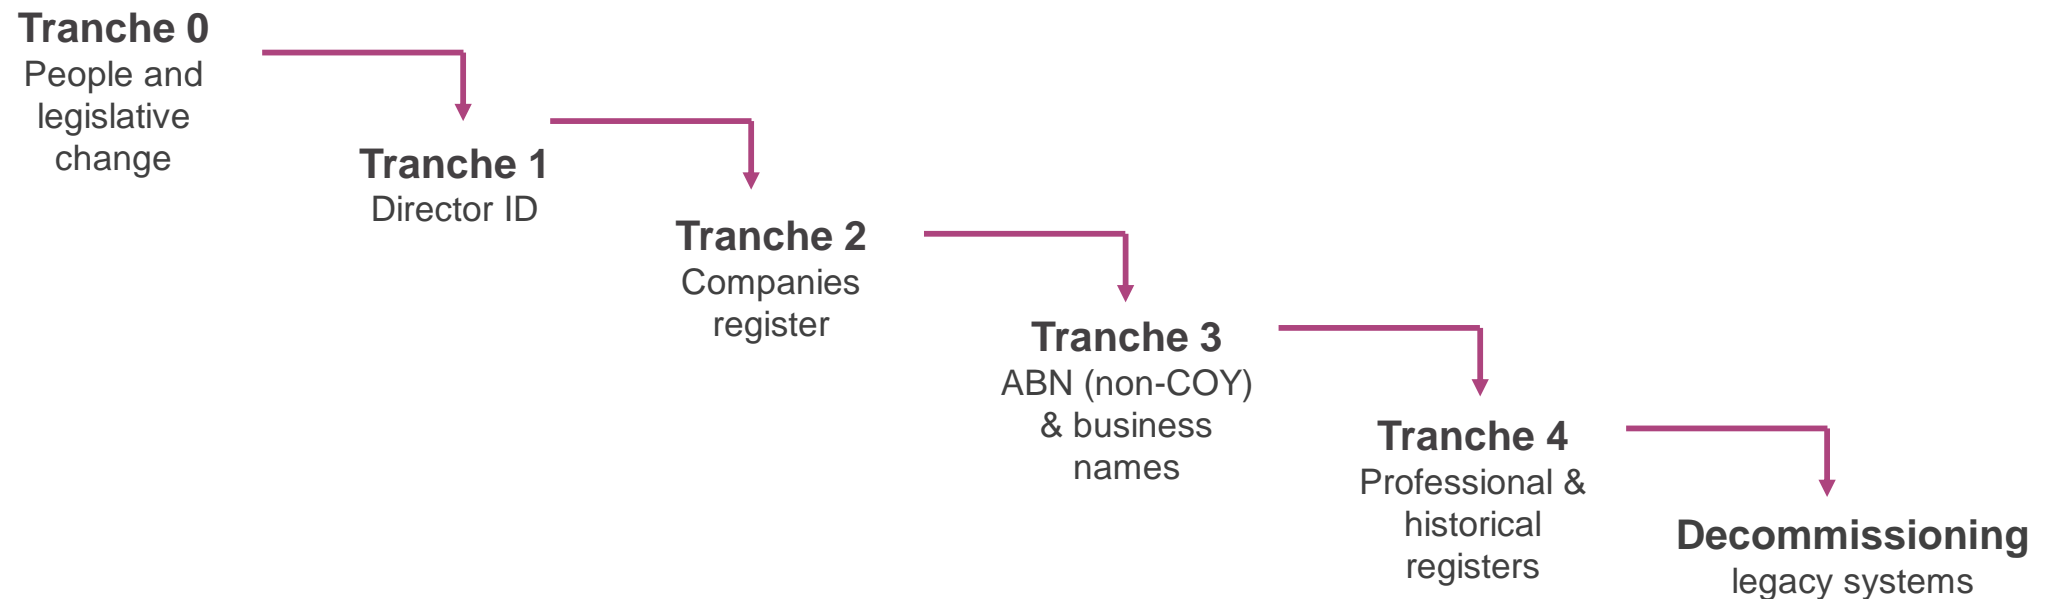 Tranche 0
People and
legislative
change
Tranche 1
Director ID
Tranche 2
Companies
register
Tranche 3
ABN (non-COY)
& business
names
Tranche 4
Professional &
historical
registers
Decommissioning
legacy systems